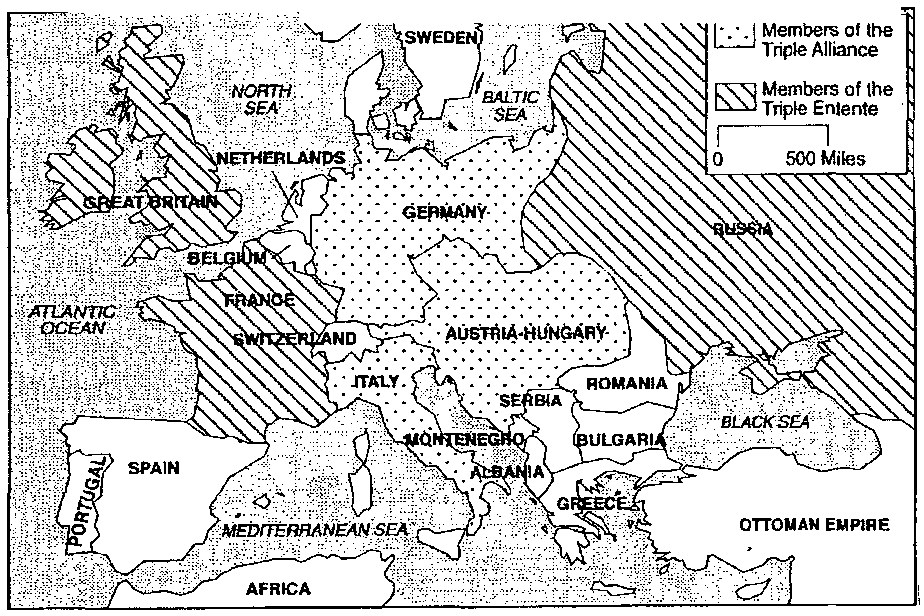 SWEDEN
Members of the
Triple Alliance
NORTH
SEA
BALTIC
SEA
Members of the
Triple Entente
0 500 Miles
NETHERLANDS
GREAT BRITAIN
GERMANY
RUSSIA
BELGIUM
FRANCE
ATLANTIC
OCEAN
SWITZERLAND
AUSTRIA-HUNGARY
ITALY
ROMANIA
SERBIA
BLACK SEA
MONTENEGRO
BULGARIA
SPAIN
ALBANIA
PORTUGAL
GREECE
MEDITERRANEAN SEA
OTTOMAN EMPIRE
AFRICA